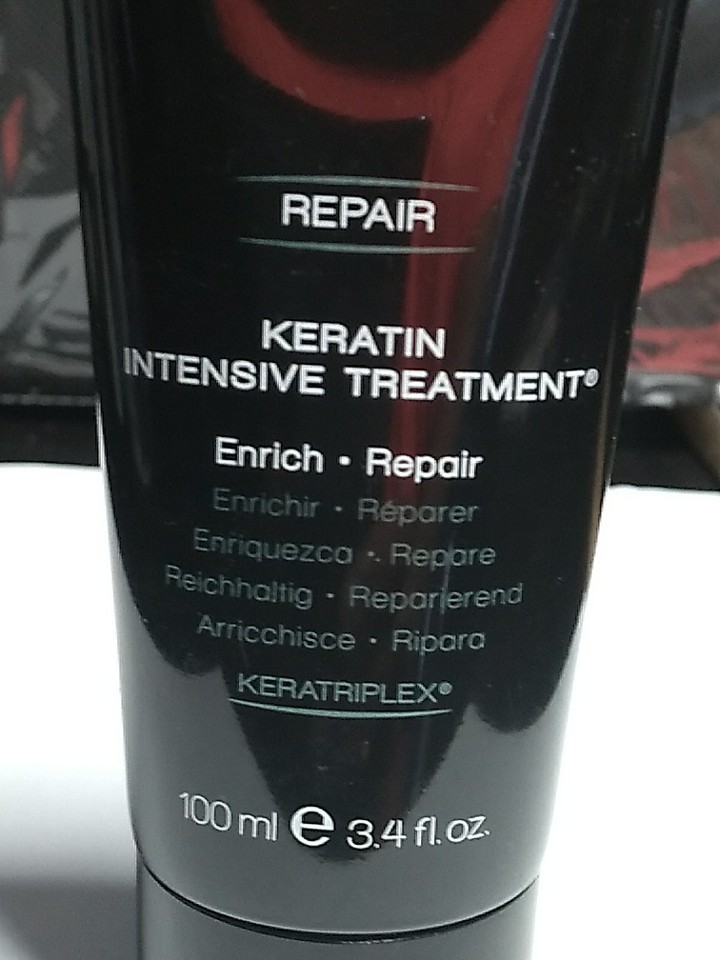 REPAIR
KERATIN
INTENSIVE TREATMENT®
Enrich • Repair
Enrichir • Réparer
Enriquezca • Repare
Reichhaltig • Reparierend
Arricchisce • Ripara
KERATRIPLEX®
100 ml e 3.4 fl. oz.